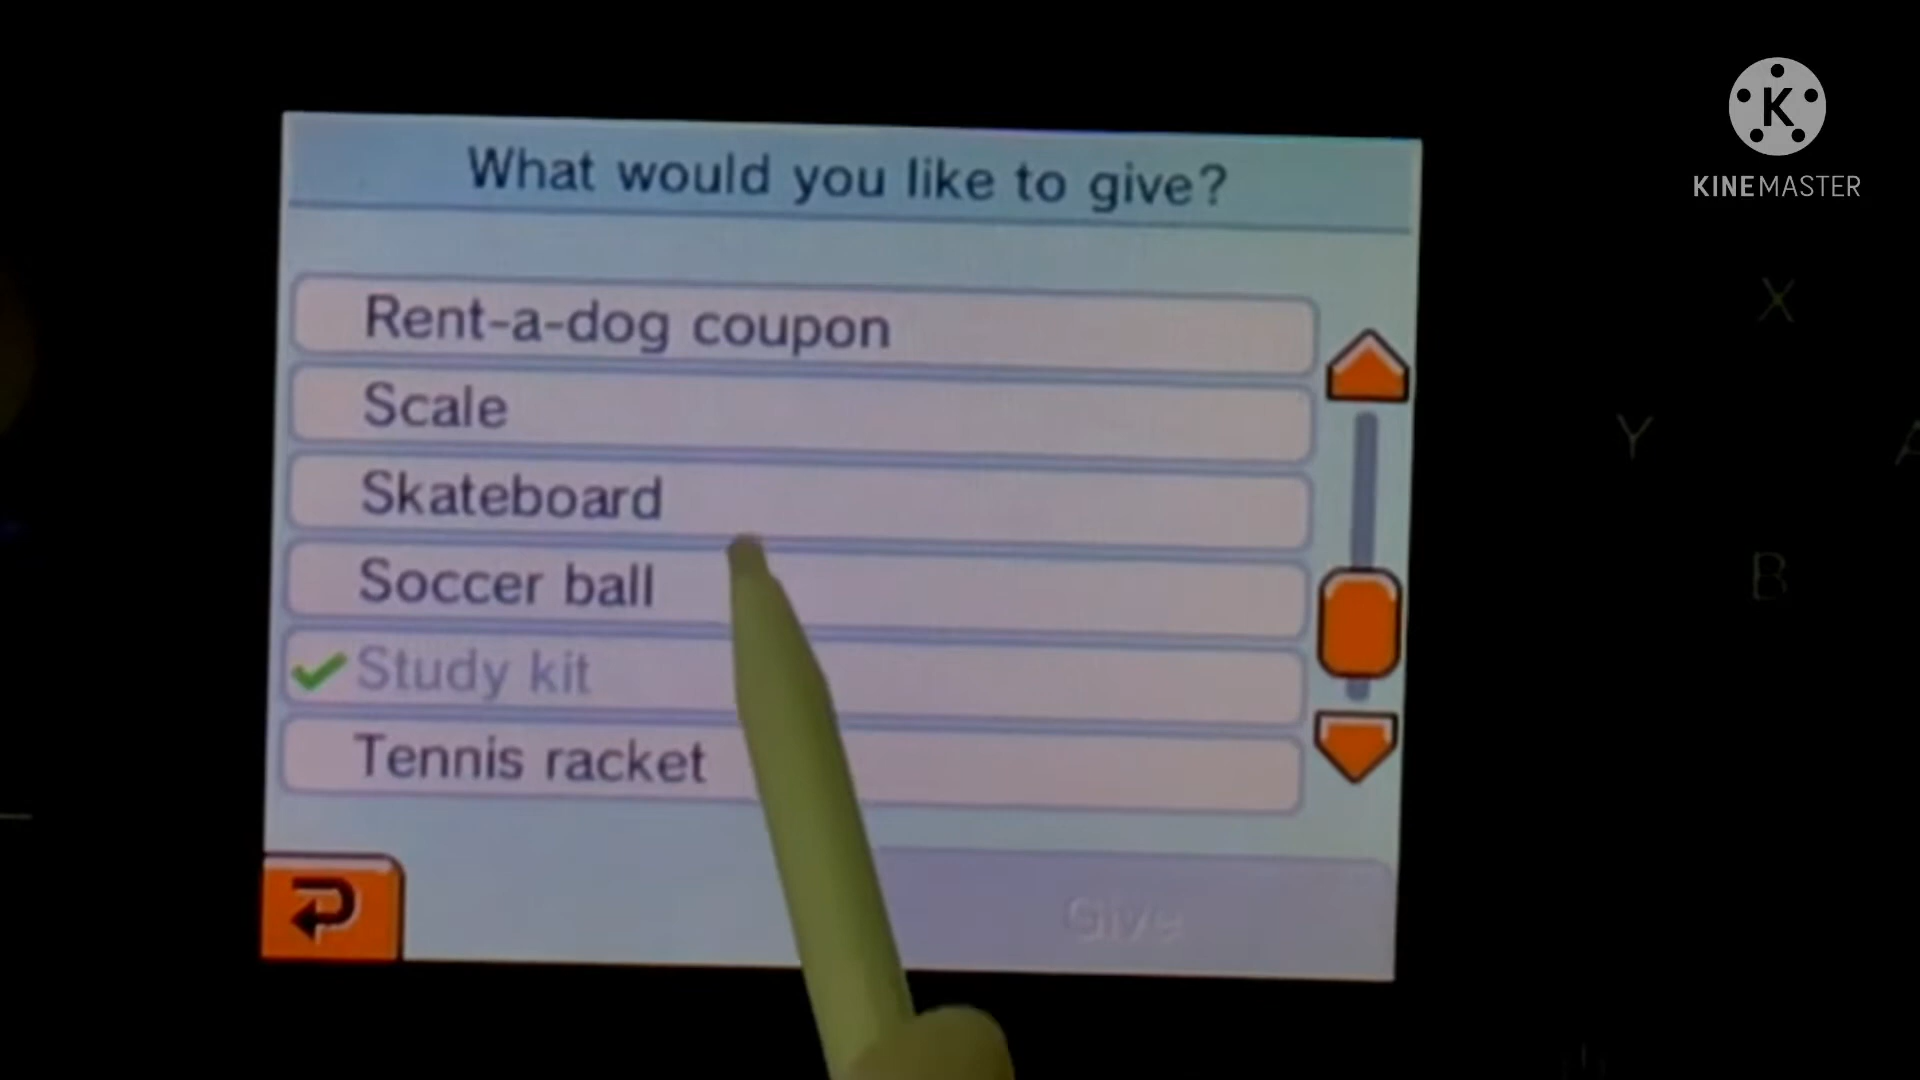 What would you like to give?
Rent-a-dog coupon
Scale
Skateboard
Soccer ball
Study kit
Tennis racket
Give
K
KINEMASTER
X
Y
A
B